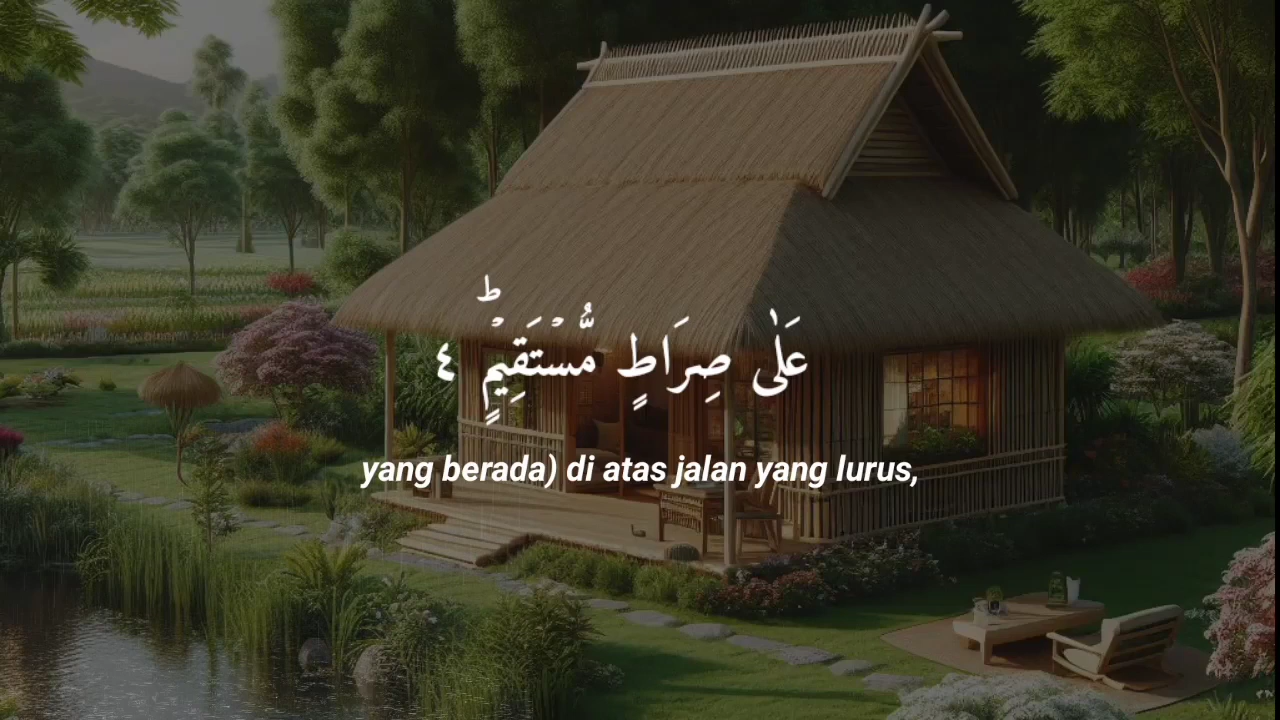 عَلٰى صِرَاطٍ مُّسْتَقِيْمٍۗ ٤
yang berada) di atas jalan yang lurus,